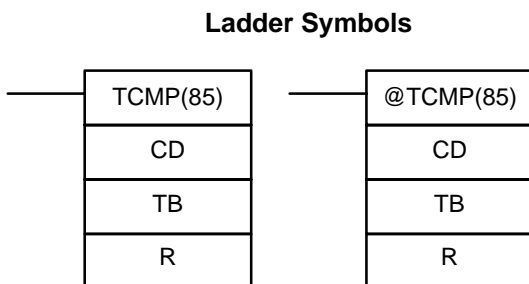 Ladder Symbols
TCMP(85)
CD
TB
R
@TCMP(85)
CD
TB
R